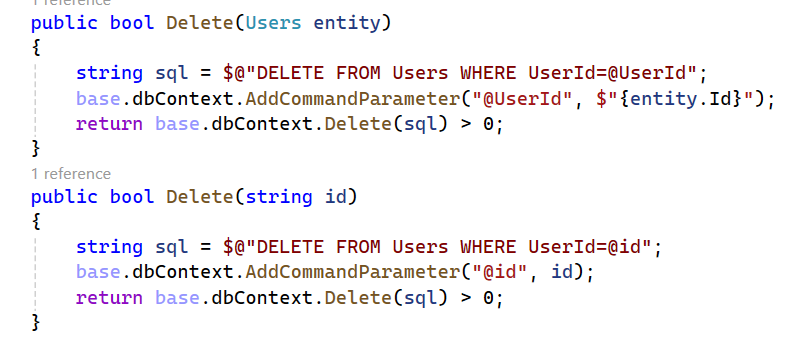 1 reference
public bool Delete(Users entity)
{
string sql = $@"DELETE FROM Users WHERE UserId=@UserId";
base.dbContext.AddCommandParameter("@UserId", $"{entity.Id}");
return base.dbContext.Delete(sql) > 0;
}
1 reference
public bool Delete(string id)
{
string sql = $@"DELETE FROM Users WHERE UserId=@id";
base.dbContext.AddCommandParameter("@id", id);
return base.dbContext.Delete(sql) > 0;
}